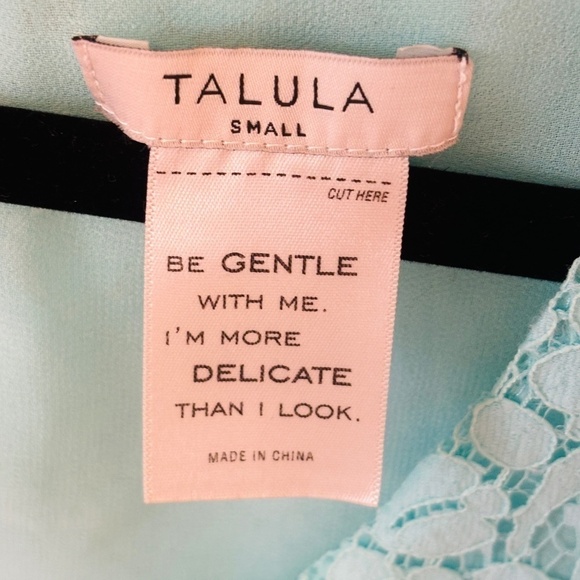 TALULA
SMALL
CUT HERE
BE GENTLE
WITH ME.
I'M MORE
DELICATE
THAN I LOOK.
MADE IN CHINA